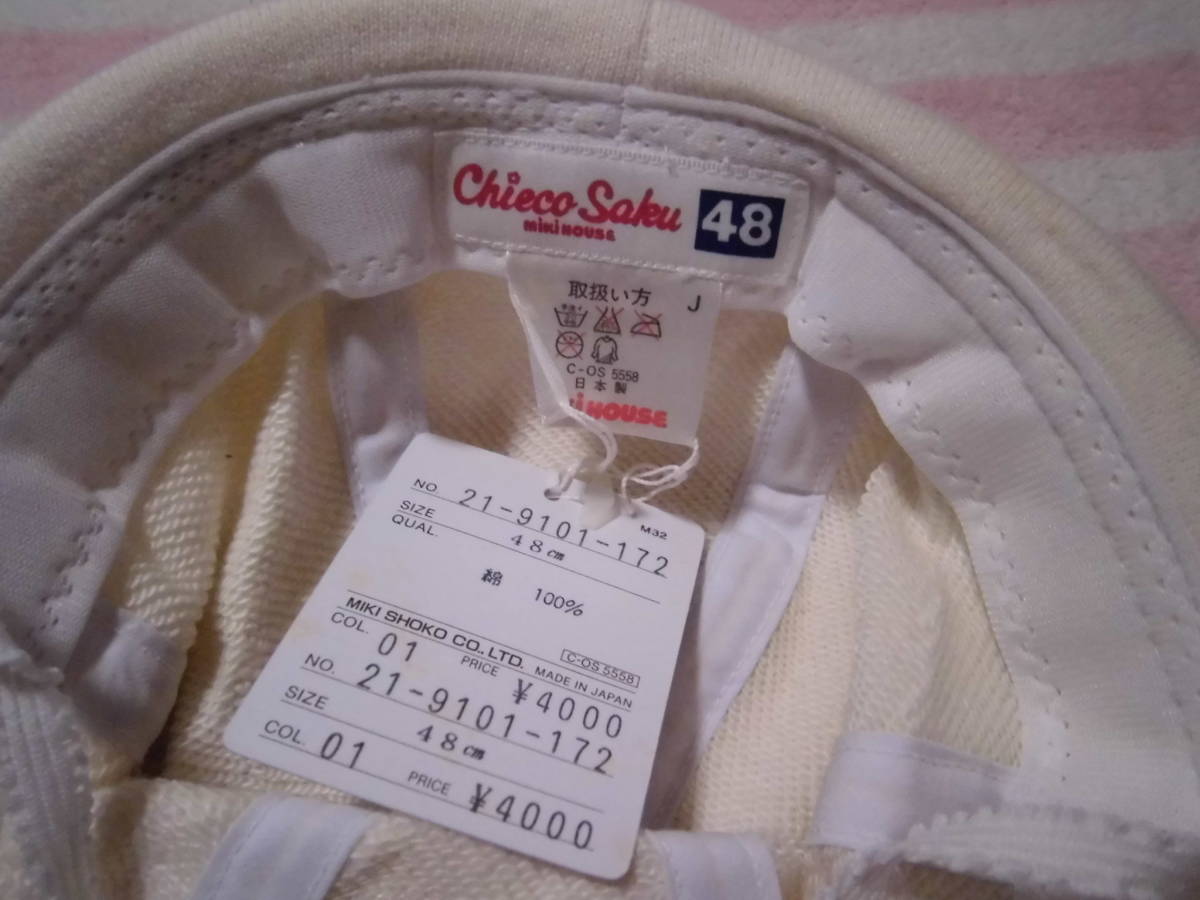 Chieco Saku
miKiHOUSE
48
取扱い方 J
C-OS 5558
日本製
HOUSE
M32
NO. 21-9101-172
SIZE 48㎝
QUAL.
綿 100%
MIKI SHOKO CO., LTD. C-OS 5558
COL. 01 PRICE ¥4000 MADE IN JAPAN
NO. 21-9101-172
SIZE 48㎝
COL. 01 PRICE ¥4000